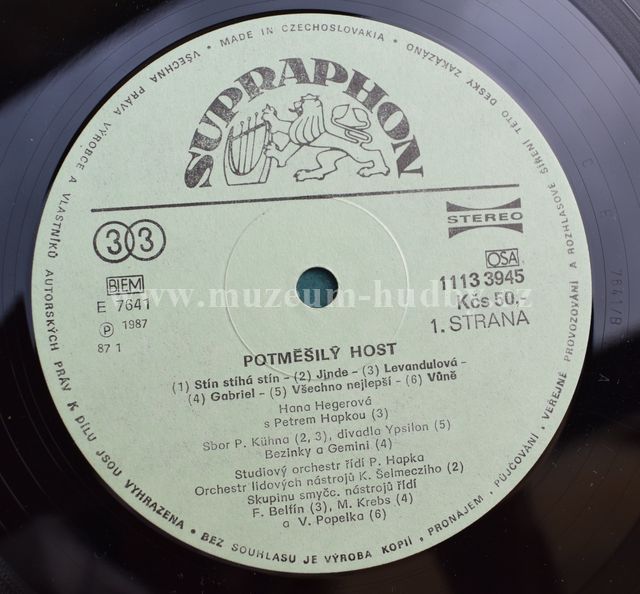 VŠECHNA PRÁVA VÝROBCE A VLASTNÍKŮ AUTORSKÝCH PRÁV K DÍLU JSOU VYHRAZENA • BEZ SOUHLASU JE VÝROBA KOPIÍ • PRONÁJEM • PŮJČOVÁNÍ • VEŘEJNÉ PROVOZOVÁNÍ A ROZHLASOVÉ ŠÍŘENÍ TÉTO DESKY ZAKÁZÁNO
• MADE IN CZECHOSLOVAKIA •
SUPRAPHON
33
STEREO
BIEM
E 7641
Ⓟ 1987
87 1
OSA
1113 3945
Kčs 50,
1. STRANA
www.muzeum-hudby.cz
POTMĚŠILÝ HOST
(1) Stín stíhá stín – (2) Jinde – (3) Levandulová –
(4) Gabriel – (5) Všechno nejlepší – (6) Vůně
Hana Hegerová
s Petrem Hapkou (3)
Sbor P. Kühna (2, 3), divadla Ypsilon (5)
Bezinky a Gemini (4)
Studiový orchestr řídí P. Hapka
Orchestr lidových nástrojů K. Šelmecziho (2)
Skupinu smyčc. nástrojů řídí
F. Belfín (3), M. Krebs (4)
a V. Popelka (6)